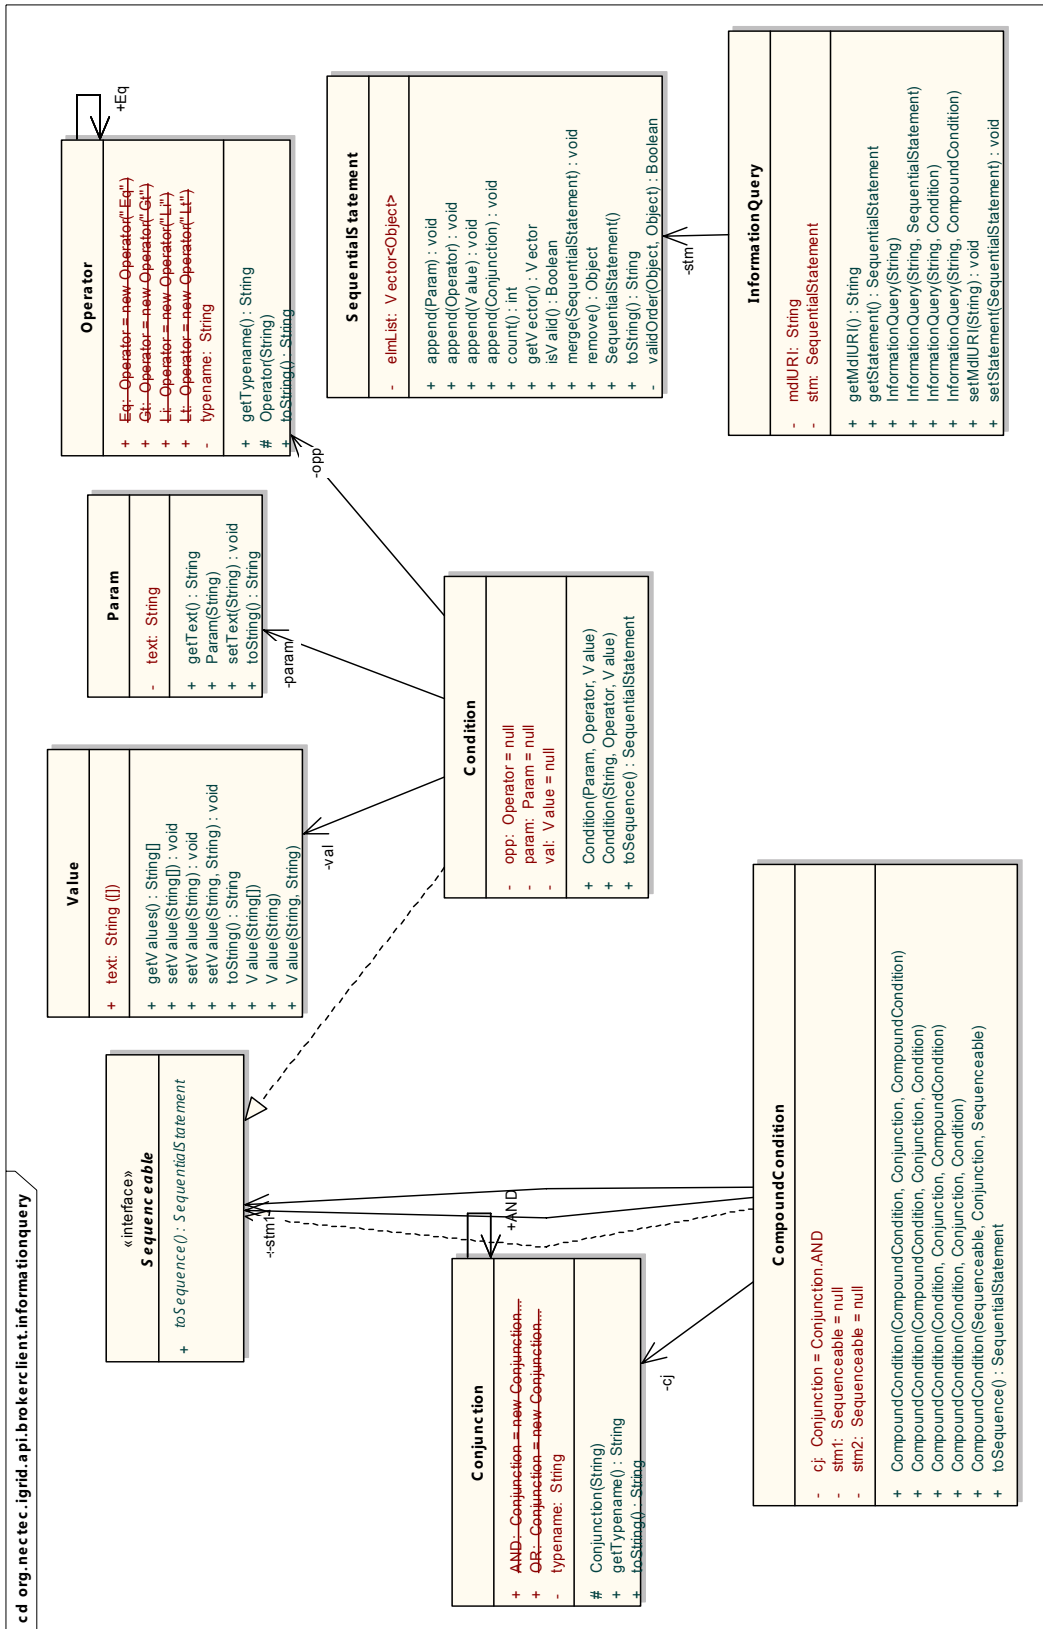 cd org.nectec.igrid.api.brokerclient.informationquery
«interface»
Sequenceable
+ toSequence() : SequentialStatement
Value
+ text: String ([])
+ getValues() : String[]
+ setValue(String[]) : void
+ setValue(String) : void
+ setValue(String, String) : void
+ toString() : String
+ Value(String[])
+ Value(String)
+ Value(String, String)
Param
- text: String
+ getText() : String
+ Param(String)
+ setText(String) : void
+ toString() : String
Operator
+ Eq: Operator = new Operator("Eq")
+ Gt: Operator = new Operator("Gt")
+ Li: Operator = new Operator("Li")
+ Lt: Operator = new Operator("Lt")
- typename: String
+ getTypename() : String
# Operator(String)
+ toString() : String
+Eq
-stm1
-val
-param
-opp
Conjunction
+ AND: Conjunction = new Conjunction...
+ OR: Conjunction = new Conjunction...
- typename: String
# Conjunction(String)
+ getTypename() : String
+ toString() : String
+AND
-cj
Condition
- opp: Operator = null
- param: Param = null
- val: Value = null
+ Condition(Param, Operator, Value)
+ Condition(String, Operator, Value)
+ toSequence() : SequentialStatement
SequentialStatement
- elmList: Vector<Object>
+ append(Param) : void
+ append(Operator) : void
+ append(Value) : void
+ append(Conjunction) : void
+ count() : int
+ getVector() : Vector
+ isValid() : Boolean
+ merge(SequentialStatement) : void
+ remove() : Object
+ SequentialStatement()
+ toString() : String
- validOrder(Object, Object) : Boolean
-stm
CompoundCondition
- cj: Conjunction = Conjunction.AND
- stm1: Sequenceable = null
- stm2: Sequenceable = null
+ CompoundCondition(CompoundCondition, Conjunction, CompoundCondition)
+ CompoundCondition(CompoundCondition, Conjunction, Condition)
+ CompoundCondition(Condition, Conjunction, CompoundCondition)
+ CompoundCondition(Condition, Conjunction, Condition)
+ CompoundCondition(Sequenceable, Conjunction, Sequenceable)
+ toSequence() : SequentialStatement
InformationQuery
- mdlURI: String
- stm: SequentialStatement
+ getMdlURI() : String
+ getStatement() : SequentialStatement
+ InformationQuery(String)
+ InformationQuery(String, SequentialStatement)
+ InformationQuery(String, Condition)
+ InformationQuery(String, CompoundCondition)
+ setMdlURI(String) : void
+ setStatement(SequentialStatement) : void